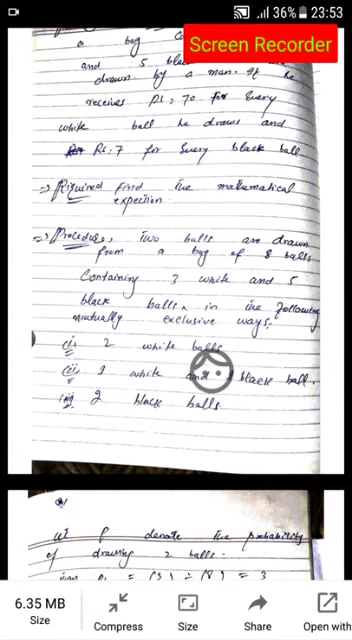 36% 23:53
Screen Recorder
a bag
and 5 black
drawn by a man. If he
receives Rs. 70 for Every
white ball he draws and
Rs. 7 for Every black ball.
=> Required Find The mathematical
expection.
=> Procedure, Two balls are drawn
from a bag of 8 balls
Containing 3 white and 5
black balls, in the following
mutually exclusive ways.
(i) 2 white balls
(ii) 1 white and 1 black ball.
(iii) 2 black balls.
let P denote The probability
of drawing 2 balls.
6.35 MB
Size
Compress
Size
Share
Open with